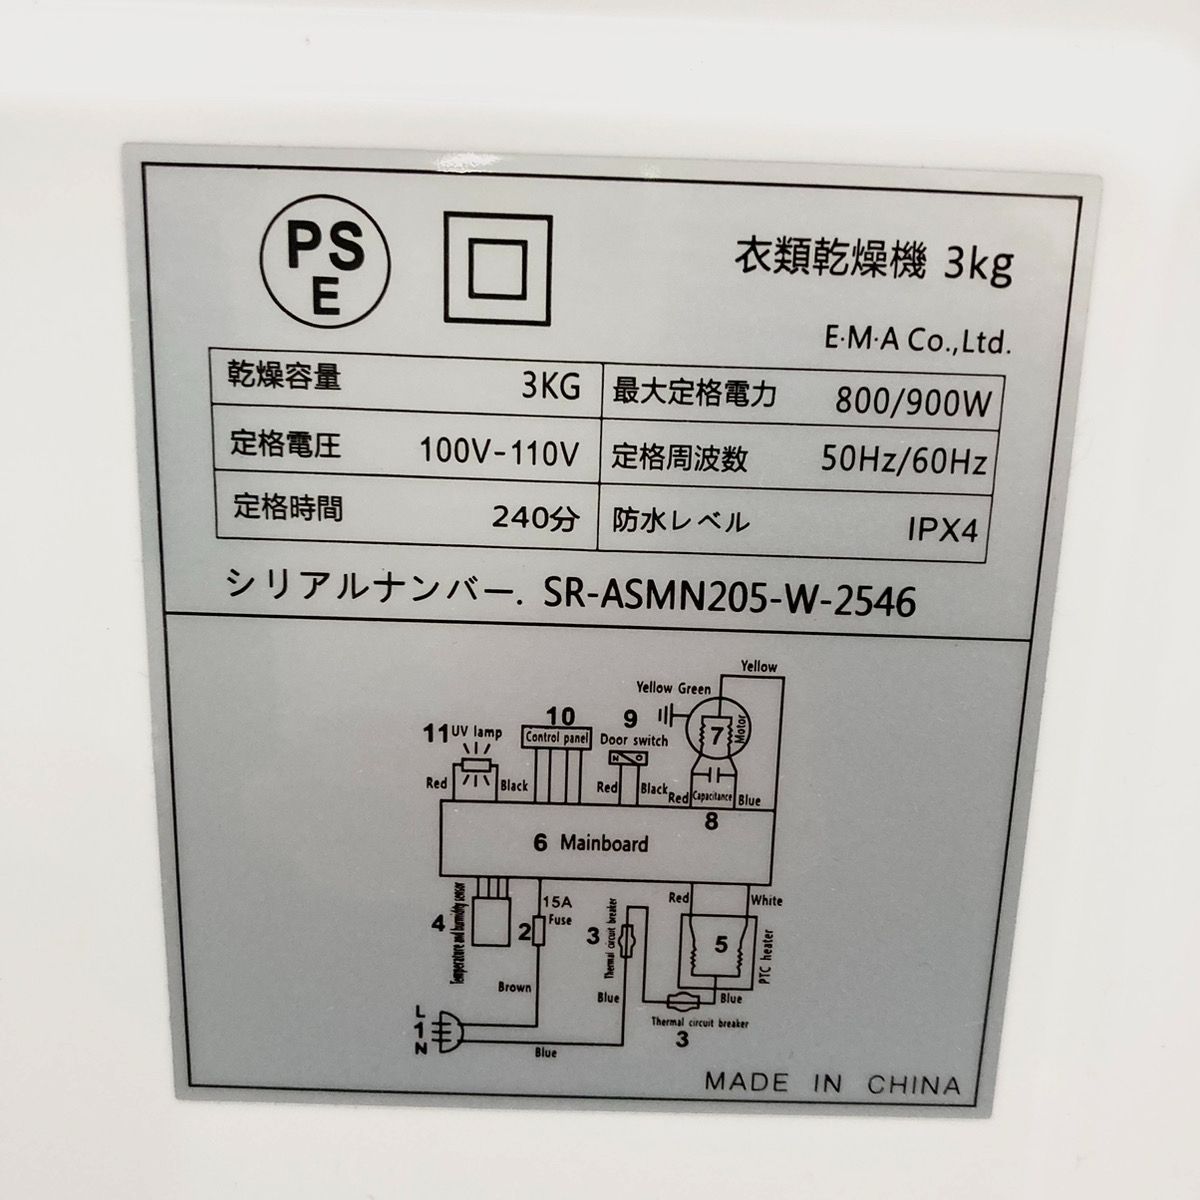 PS
E
衣類乾燥機 3kg
E·M·A Co.,Ltd.
乾燥容量 3KG 最大定格電力 800/900W
定格電圧 100V-110V 定格周波数 50Hz/60Hz
定格時間 240分 防水レベル IPX4
シリアルナンバー. SR-ASMN205-W-2546
Yellow
Yellow Green
11 UV lamp
10
Control panel
9
Door switch
7
Motor
Red
Black
Red
Black
Red
Capacitance
Blue
8
6 Mainboard
4
Temperature and humidity sensor
15A
Fuse
2
3
Thermal circuit breaker
Red
White
5
PTC heater
Brown
Blue
Blue
Thermal circuit breaker
3
L
1
N
Blue
MADE IN CHINA